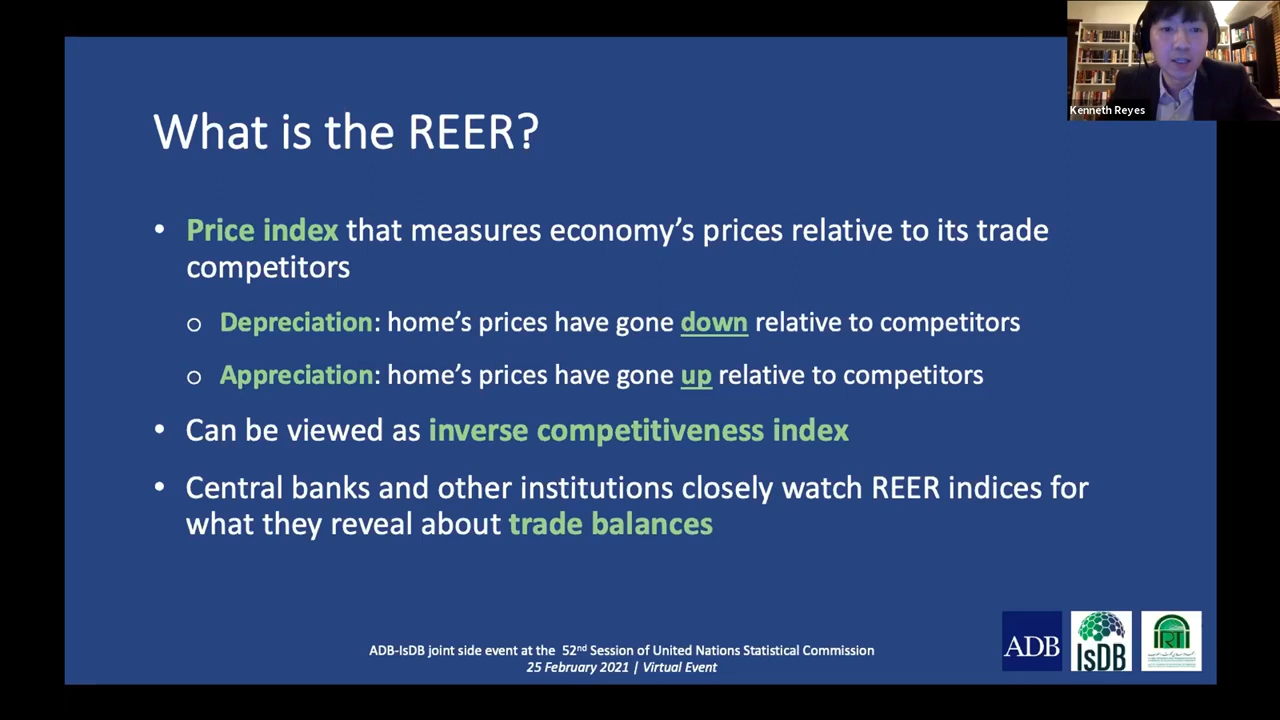 Kenneth Reyes
What is the REER?
• Price index that measures economy's prices relative to its trade
competitors
o Depreciation: home's prices have gone down relative to competitors
o Appreciation: home's prices have gone up relative to competitors
• Can be viewed as inverse competitiveness index
• Central banks and other institutions closely watch REER indices for
what they reveal about trade balances
ADB-IsDB joint side event at the 52nd Session of United Nations Statistical Commission
25 February 2021 | Virtual Event
ADB
IsDB
IRTI